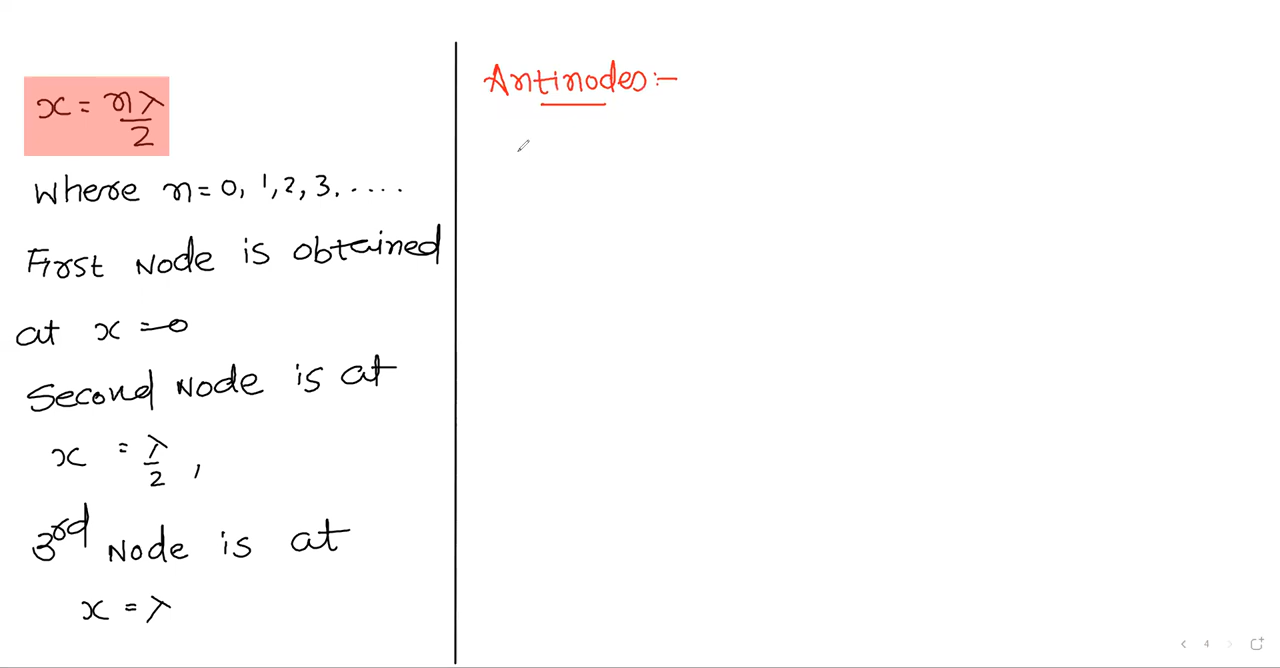 x = nλ/2
where n = 0, 1, 2, 3, ....
First Node is obtained
at x = 0
Second Node is at
x = λ/2 ,
3rd Node is at
x = λ
Antinodes :-
4